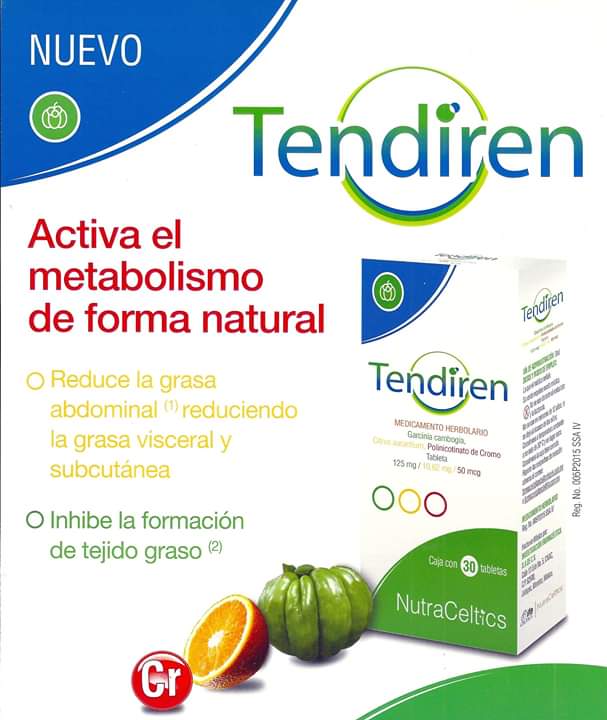 NUEVO
Tendiren
Activa el
metabolismo
de forma natural
Reduce la grasa
abdominal (1) reduciendo
la grasa visceral y
subcutánea
Inhibe la formación
de tejido graso (2)
Cr
Tendiren
MEDICAMENTO HERBOLARIO
Garcinia cambogia,
Citrus aurantium, Polinicotinato de Cromo
Tableta
125 mg / 10,62 mg / 50 mcg
Caja con 30 tabletas
NutraCeltics
Tendiren
NutraCeltics
Reg. No. 006P2015 SSA IV